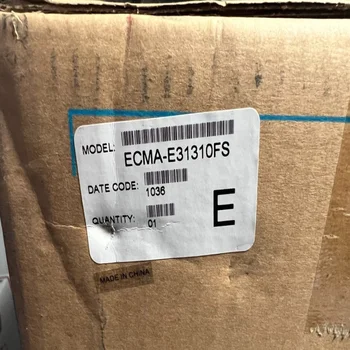 MODEL: ECMA-E31310FS
DATE CODE: 1036
QUANTITY: 01
E
MADE IN CHINA